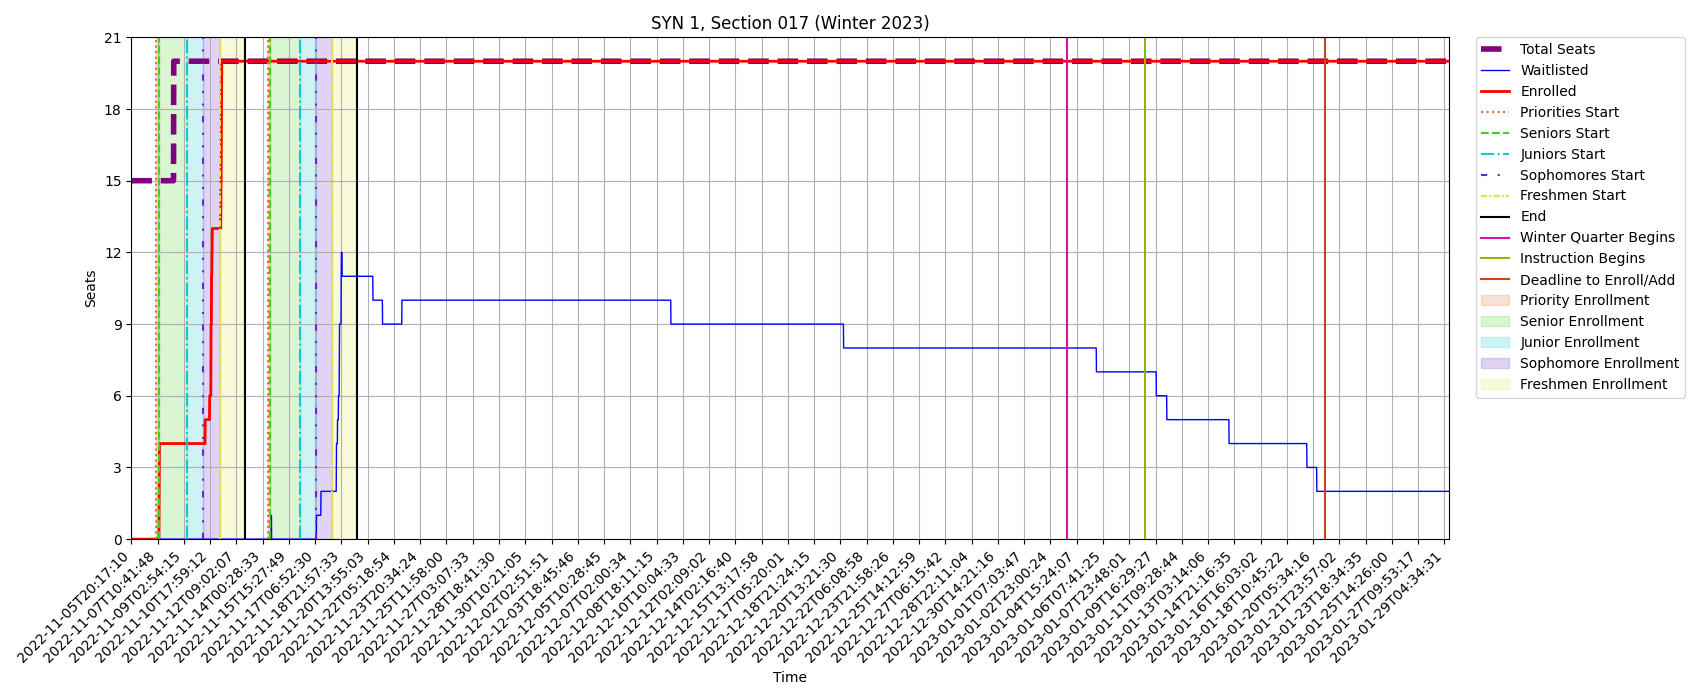 SYN 1, Section 017 (Winter 2023)
21
18
15
12
9
6
3
0
Seats
2022-11-05T20:17:10
2022-11-07T10:41:48
2022-11-09T02:54:15
2022-11-10T17:59:12
2022-11-12T09:02:07
2022-11-14T00:28:33
2022-11-15T15:27:49
2022-11-17T06:52:30
2022-11-18T21:57:33
2022-11-20T13:55:03
2022-11-22T05:18:54
2022-11-23T20:34:24
2022-11-25T11:58:00
2022-11-27T03:07:33
2022-11-28T18:41:30
2022-11-30T10:21:05
2022-12-02T02:51:51
2022-12-03T18:45:46
2022-12-05T10:28:45
2022-12-07T02:00:34
2022-12-08T18:11:15
2022-12-10T10:04:33
2022-12-12T02:09:02
2022-12-14T02:16:40
2022-12-15T13:17:58
2022-12-17T05:20:01
2022-12-18T21:24:15
2022-12-20T13:21:30
2022-12-22T06:08:58
2022-12-23T21:58:26
2022-12-25T14:12:59
2022-12-27T06:15:42
2022-12-28T22:11:04
2022-12-30T14:21:16
2023-01-01T07:03:47
2023-01-02T23:00:24
2023-01-04T15:24:07
2023-01-06T07:41:25
2023-01-07T23:48:01
2023-01-09T16:29:27
2023-01-11T09:28:44
2023-01-13T03:14:06
2023-01-14T21:16:35
2023-01-16T16:03:02
2023-01-18T10:45:22
2023-01-20T05:34:16
2023-01-21T23:57:02
2023-01-23T18:34:35
2023-01-25T14:26:00
2023-01-27T09:53:17
2023-01-29T04:34:31
Time
Total Seats
Waitlisted
Enrolled
Priorities Start
Seniors Start
Juniors Start
Sophomores Start
Freshmen Start
End
Winter Quarter Begins
Instruction Begins
Deadline to Enroll/Add
Priority Enrollment
Senior Enrollment
Junior Enrollment
Sophomore Enrollment
Freshmen Enrollment